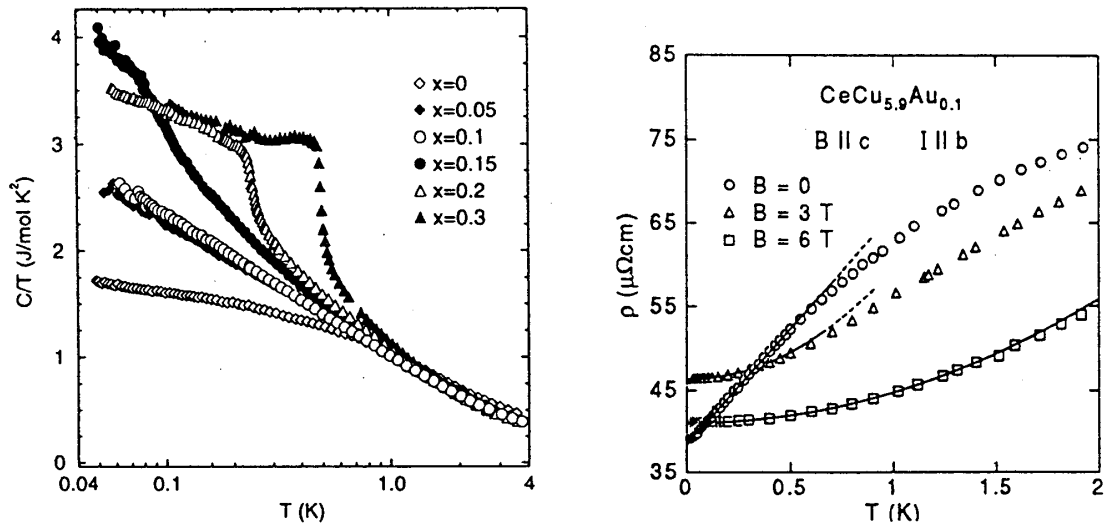 4
3
2
1
0
C/T (J/mol K²)
0.04
0.1
1.0
4
T (K)
x=0
x=0.05
x=0.1
x=0.15
x=0.2
x=0.3
85
75
65
55
45
35
ρ (μΩcm)
CeCu₅.₉Au₀.₁
B || c I || b
B = 0
B = 3 T
B = 6 T
0
0.5
1
1.5
2
T (K)